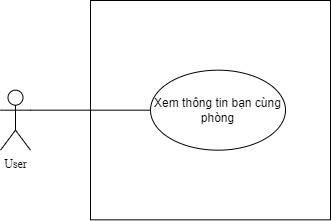 Xem thông tin bạn cùng
phòng
User